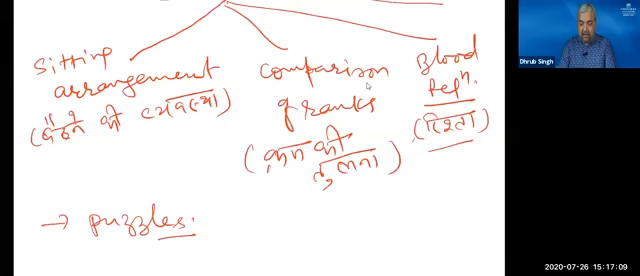 Sitting
arrangement
(बैठने की व्यवस्था)
Comparison
of ranks
(क्रम की
तुलना)
Blood
Relⁿ.
(रिश्ता)
→ puzzles.
Dhrub Singh
2020-07-26 15:17:09